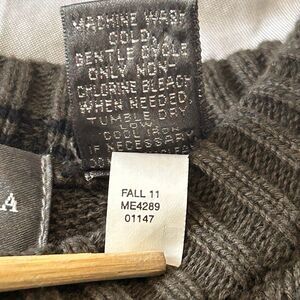 MACHINE WASH
COLD,
GENTLE CYCLE
ONLY NON-
CHLORINE BLEACH
WHEN NEEDED,
TUMBLE DRY
LOW
COOL IRON
IF NECESSARY
A
FALL 11
ME4289
01147